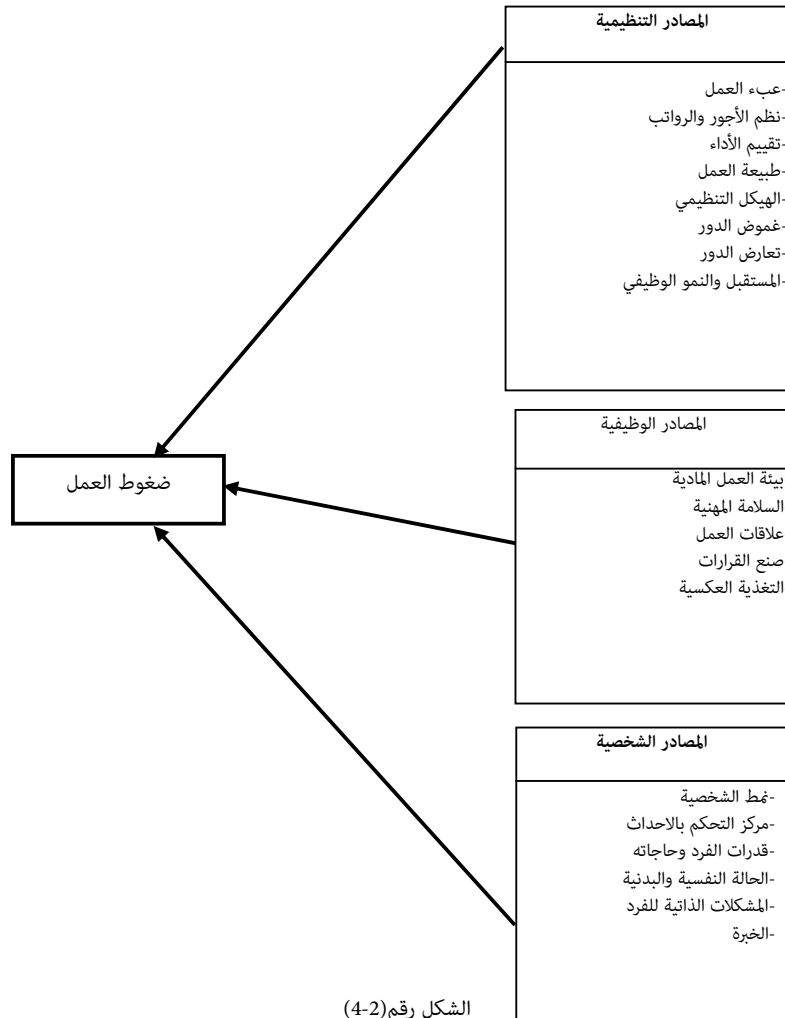 المصادر التنظيمية
-عبء العمل
-نظم الأجور والرواتب
-تقييم الأداء
-طبيعة العمل
-الهيكل التنظيمي
-غموض الدور
-تعارض الدور
-المستقبل والنمو الوظيفي
المصادر الوظيفية
بيئة العمل المادية
السلامة المهنية
علاقات العمل
صنع القرارات
التغذية العكسية
ضغوط العمل
المصادر الشخصية
-نمط الشخصية
-مركز التحكم بالاحداث
-قدرات الفرد وحاجاته
-الحالة النفسية والبدنية
-المشكلات الذاتية للفرد
-الخبرة
الشكل رقم(2-4)